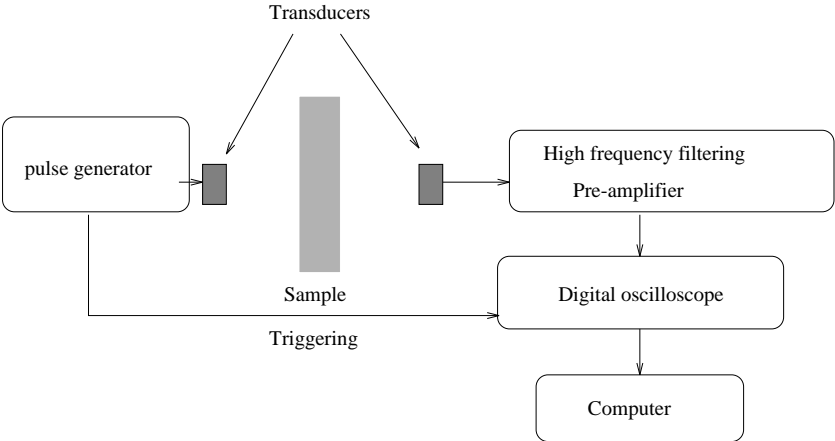 Transducers
pulse generator
High frequency filtering
Pre-amplifier
Sample
Digital oscilloscope
Triggering
Computer